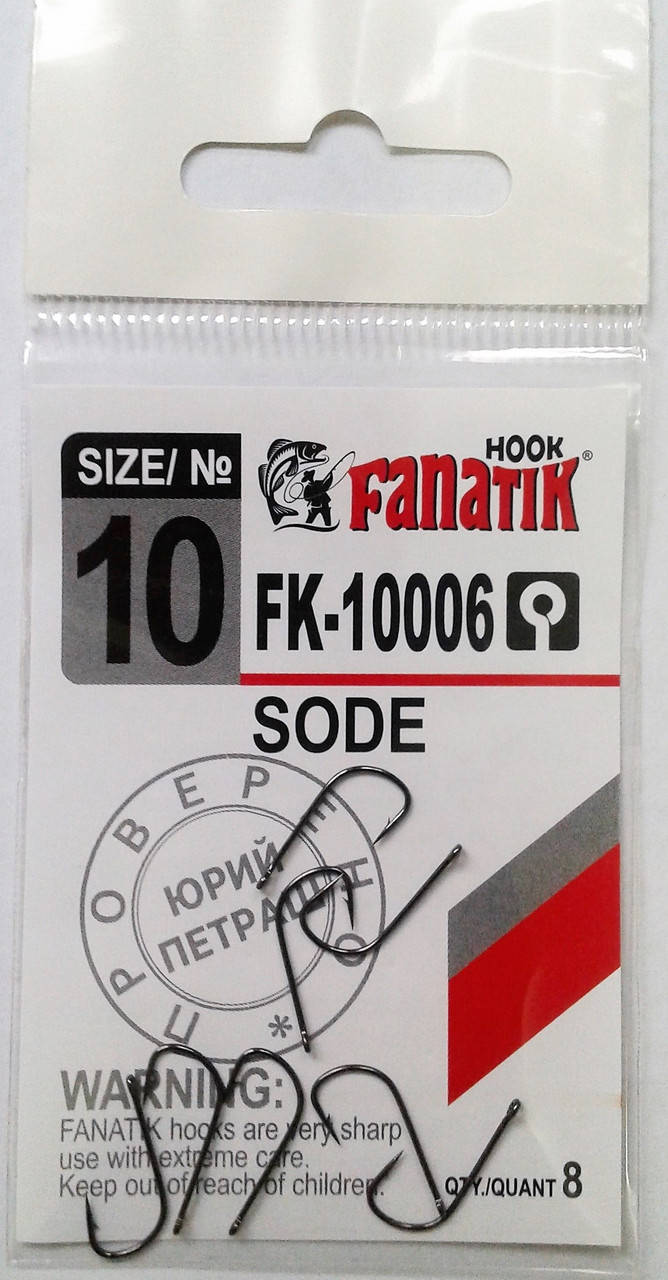 SIZE/ №
10
HOOK
Fanatik®
FK-10006
SODE
ПРОВЕРЕНО *
ЮРИЙ
ПЕТРАШ
WARNING:
FANATIK hooks are very sharp
use with extreme care.
Keep out of reach of children.
QTY./QUANT 8